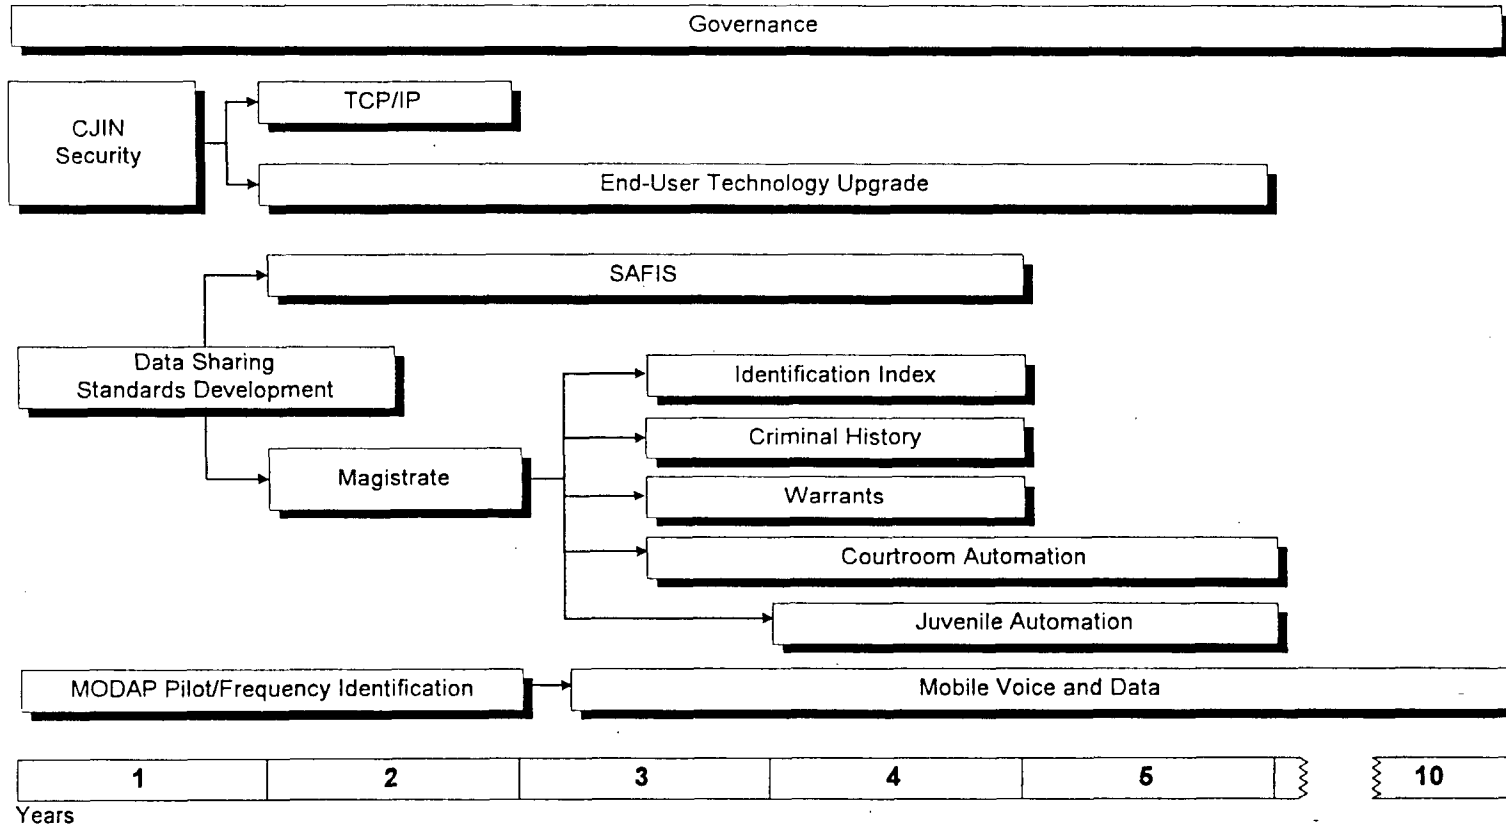 Governance
TCP/IP
CJIN
Security
End-User Technology Upgrade
SAFIS
Data Sharing
Standards Development
Identification Index
Criminal History
Magistrate
Warrants
Courtroom Automation
Juvenile Automation
MODAP Pilot/Frequency Identification
Mobile Voice and Data
1 2 3 4 5 10
Years